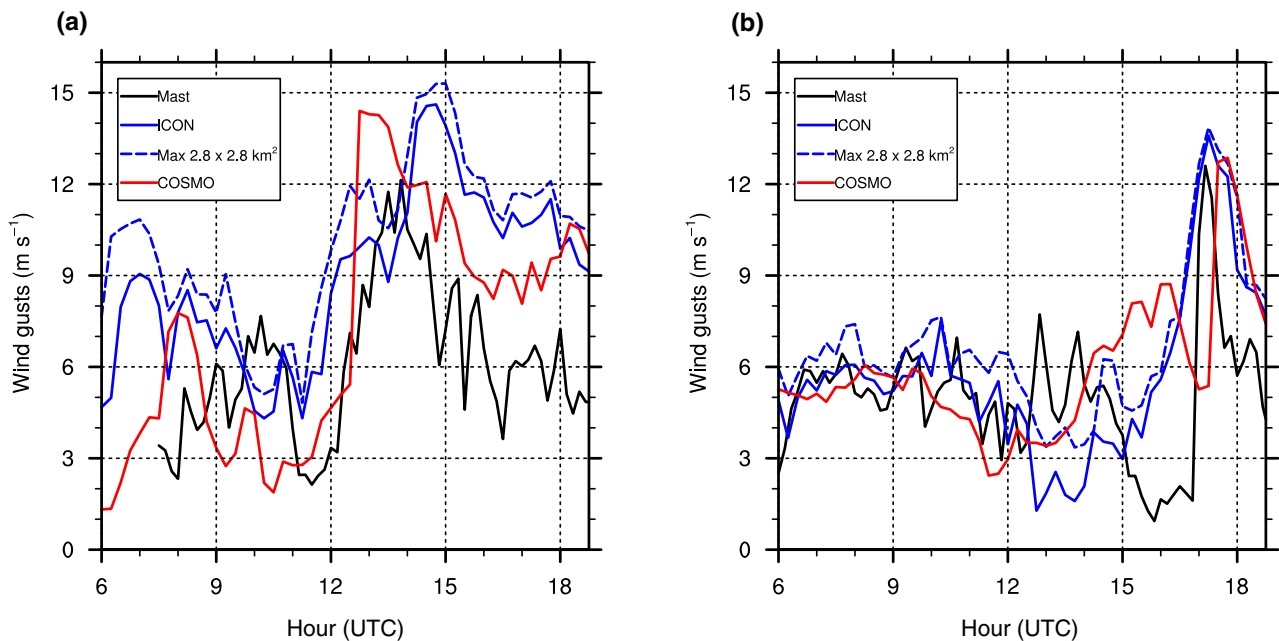 (a)
Wind gusts (m s⁻¹)
15
12
9
6
3
0
Mast
ICON
Max 2.8 x 2.8 km²
COSMO
6 9 12 15 18
Hour (UTC)
(b)
Wind gusts (m s⁻¹)
15
12
9
6
3
0
Mast
ICON
Max 2.8 x 2.8 km²
COSMO
6 9 12 15 18
Hour (UTC)